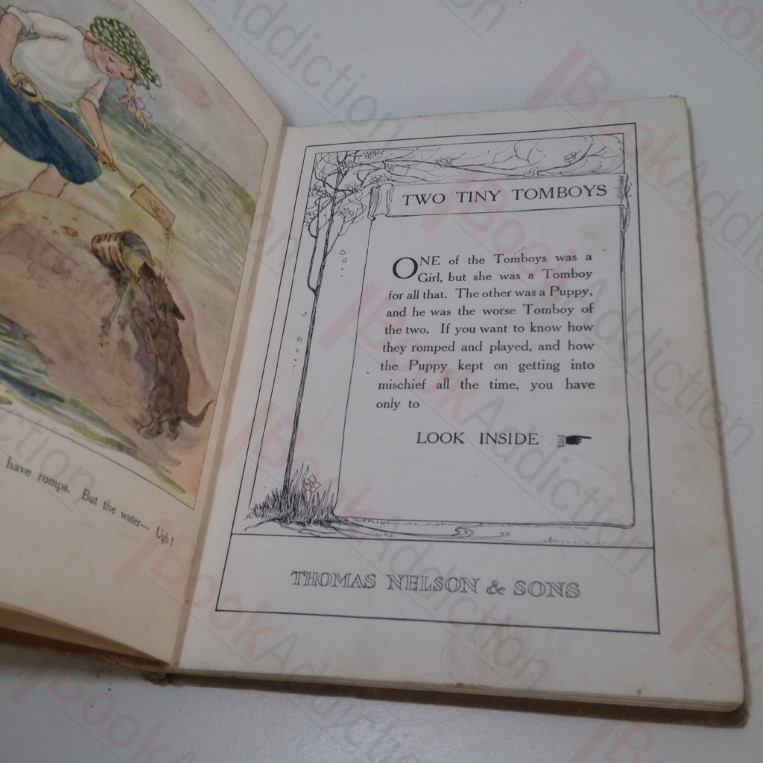 have romps. But the water— Ugh!
TWO TINY TOMBOYS
ONE of the Tomboys was a
Girl, but she was a Tomboy
for all that. The other was a Puppy,
and he was the worse Tomboy of
the two. If you want to know how
they romped and played, and how
the Puppy kept on getting into
mischief all the time, you have
only to
LOOK INSIDE
THOMAS NELSON & SONS
BookAddiction